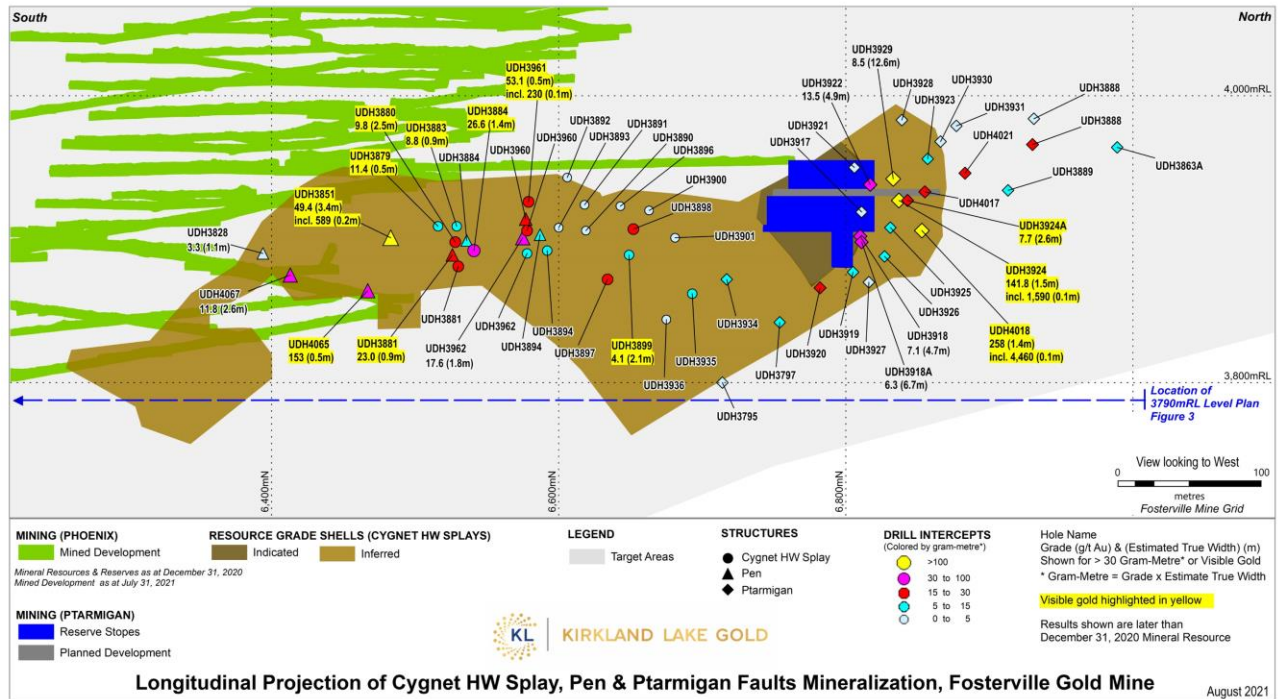 South
North
UDH3961
53.1 (0.5m)
incl. 230 (0.1m)
UDH3929
8.5 (12.6m)
UDH3928
UDH3930
UDH3923
UDH3922
13.5 (4.9m)
UDH3931
UDH3888
4,000mRL
UDH3880
9.8 (2.5m)
UDH3884
26.6 (1.4m)
UDH3883
8.8 (0.9m)
UDH3892
UDH3891
UDH3960
UDH3893
UDH3890
UDH3921
UDH3888
UDH4021
UDH3960
UDH3896
UDH3917
UDH3879
11.4 (0.5m)
UDH3884
UDH3863A
UDH3900
UDH3889
UDH3851
49.4 (3.4m)
incl. 589 (0.2m)
UDH3898
UDH4017
UDH3828
3.3 (1.1m)
UDH3901
UDH3924A
7.7 (2.6m)
UDH4067
11.8 (2.6m)
UDH3924
141.8 (1.5m)
incl. 1,590 (0.1m)
UDH3925
UDH3926
UDH3881
UDH3962
UDH3894
UDH3934
UDH3919
UDH3918
7.1 (4.7m)
UDH4018
258 (1.4m)
incl. 4,460 (0.1m)
UDH4065
153 (0.5m)
UDH3881
23.0 (0.9m)
UDH3962
17.6 (1.8m)
UDH3894
UDH3897
UDH3899
4.1 (2.1m)
UDH3935
UDH3920
UDH3927
UDH3797
UDH3918A
6.3 (6.7m)
UDH3936
3,800mRL
UDH3795
Location of
3790mRL Level Plan
Figure 3
6,400mN
6,600mN
6,800mN
View looking to West
0
100
metres
Fosterville Mine Grid
MINING (PHOENIX)
Mined Development
Mineral Resources & Reserves as at December 31, 2020
Mined Development as at July 31, 2021
MINING (PTARMIGAN)
Reserve Stopes
Planned Development
RESOURCE GRADE SHELLS (CYGNET HW SPLAYS)
Indicated
Inferred
LEGEND
Target Areas
STRUCTURES
Cygnet HW Splay
Pen
Ptarmigan
DRILL INTERCEPTS
(Colored by gram-metre*)
>100
30 to 100
15 to 30
5 to 15
0 to 5
Hole Name
Grade (g/t Au) & (Estimated True Width) (m)
Shown for > 30 Gram-Metre* or Visible Gold
* Gram-Metre = Grade x Estimate True Width
Visible gold highlighted in yellow
Results shown are later than
December 31, 2020 Mineral Resource
KL
KIRKLAND LAKE GOLD
Longitudinal Projection of Cygnet HW Splay, Pen & Ptarmigan Faults Mineralization, Fosterville Gold Mine
August 2021